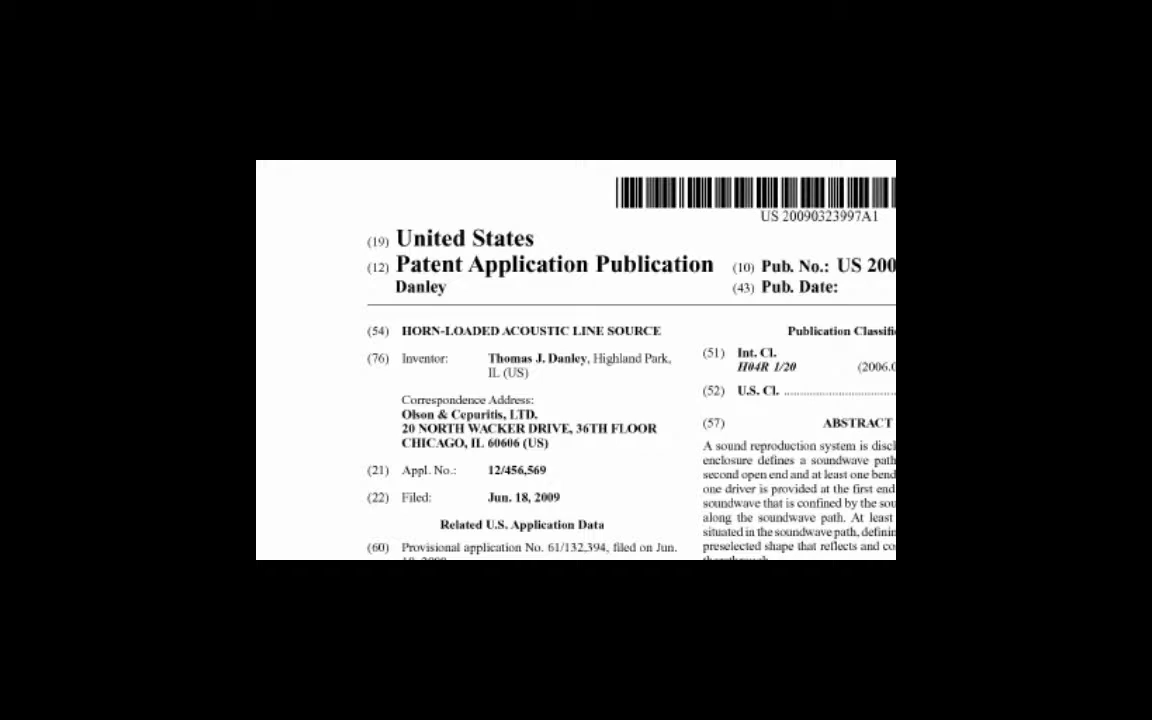 US 20090323997A1
(19) United States
(12) Patent Application Publication
Danley
(10) Pub. No.: US 200
(43) Pub. Date:
(54) HORN-LOADED ACOUSTIC LINE SOURCE
(76) Inventor: Thomas J. Danley, Highland Park,
IL (US)
Correspondence Address:
Olson & Cepuritis, LTD.
20 NORTH WACKER DRIVE, 36TH FLOOR
CHICAGO, IL 60606 (US)
(21) Appl. No.: 12/456,569
(22) Filed: Jun. 18, 2009
Related U.S. Application Data
(60) Provisional application No. 61/132,394, filed on Jun.
Publication Classifi
(51) Int. Cl.
H04R 1/20 (2006.0
(52) U.S. Cl. ........................................
(57) ABSTRACT
A sound reproduction system is discl
enclosure defines a soundwave path
second open end and at least one bend
one driver is provided at the first end
soundwave that is confined by the sou
along the soundwave path. At least
situated in the soundwave path, definin
preselected shape that reflects and co